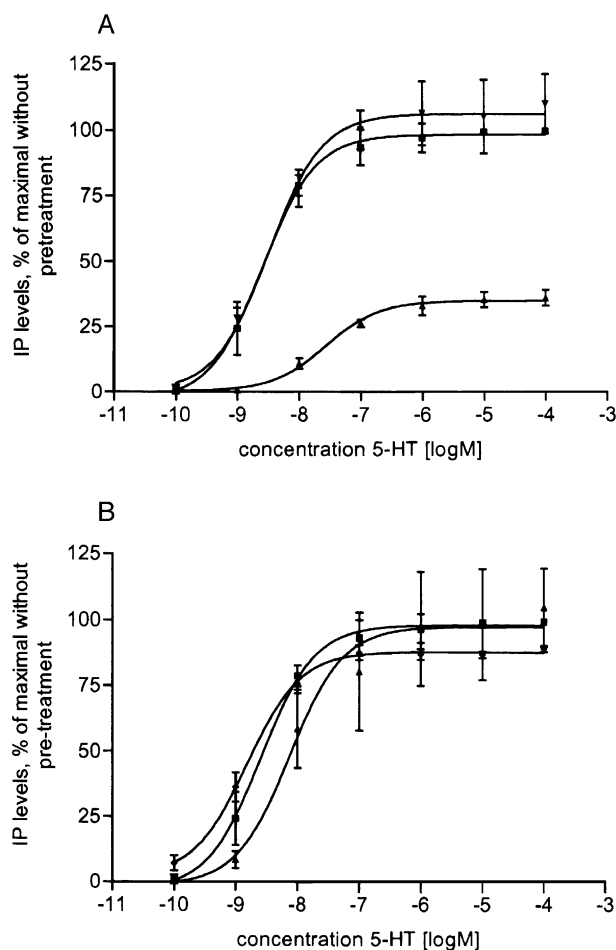 A
125
100
75
50
25
0
IP levels, % of maximal without
pretreatment
-11 -10 -9 -8 -7 -6 -5 -4 -3
concentration 5-HT [logM]
B
125
100
75
50
25
0
IP levels, % of maximal without
pre-treatment
-11 -10 -9 -8 -7 -6 -5 -4 -3
concentration 5-HT [logM]